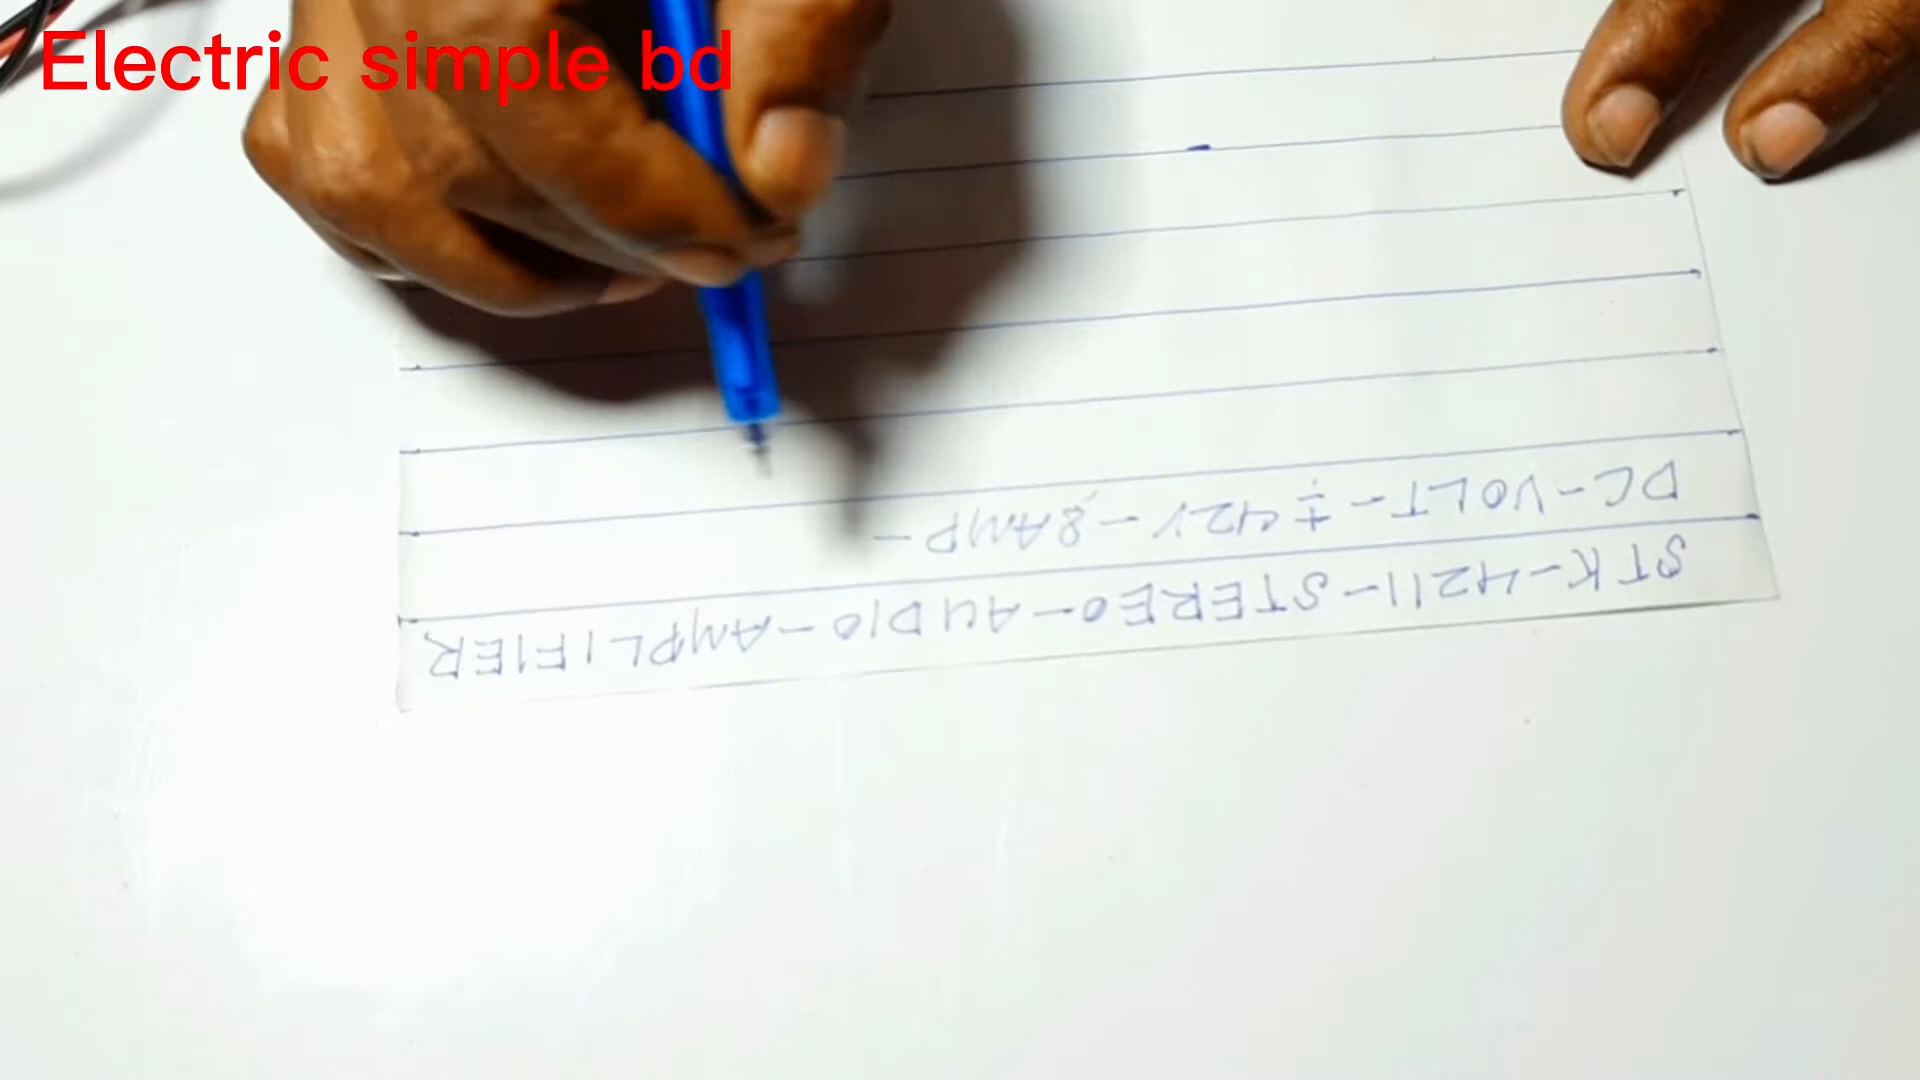 Electric simple bd
STK-4211-STEREO-AUDIO-AMPLIFIER
DC-VOLT-±42V-8AMP-